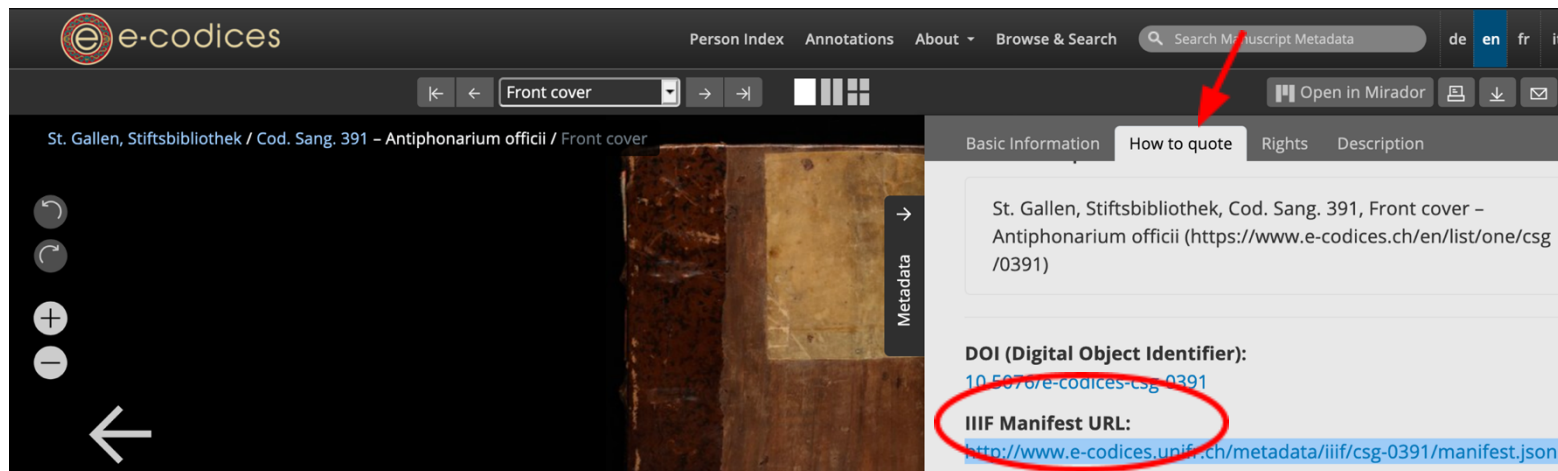 e e-codices
Person Index Annotations About Browse & Search Search Manuscript Metadata de en fr
Front cover Open in Mirador
St. Gallen, Stiftsbibliothek / Cod. Sang. 391 – Antiphonarium officii / Front cover
Basic Information How to quote Rights Description
Metadata
St. Gallen, Stiftsbibliothek, Cod. Sang. 391, Front cover –
Antiphonarium officii (https://www.e-codices.ch/en/list/one/csg
/0391)
DOI (Digital Object Identifier):
10.5076/e-codices-csg-0391
IIIF Manifest URL:
http://www.e-codices.unifr.ch/metadata/iiif/csg-0391/manifest.json